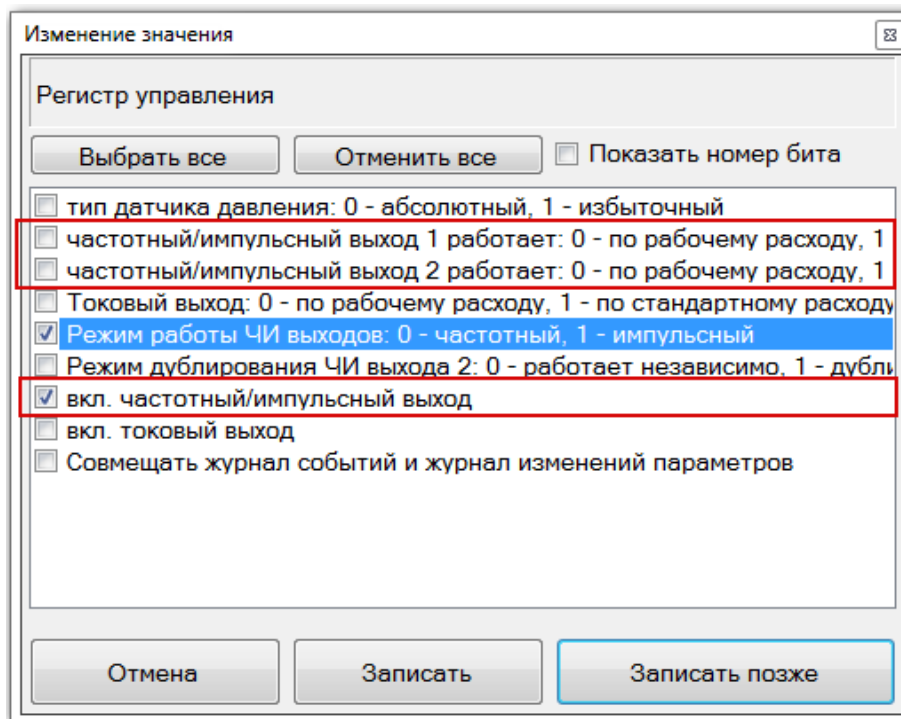 Изменение значения
Регистр управления
Выбрать все Отменить все Показать номер бита
тип датчика давления: 0 - абсолютный, 1 - избыточный
частотный/импульсный выход 1 работает: 0 - по рабочему расходу, 1
частотный/импульсный выход 2 работает: 0 - по рабочему расходу, 1
Токовый выход: 0 - по рабочему расходу, 1 - по стандартному расходу
Режим работы ЧИ выходов: 0 - частотный, 1 - импульсный
Режим дублирования ЧИ выхода 2: 0 - работает независимо, 1 - дубли
вкл. частотный/импульсный выход
вкл. токовый выход
Совмещать журнал событий и журнал изменений параметров
Отмена Записать Записать позже